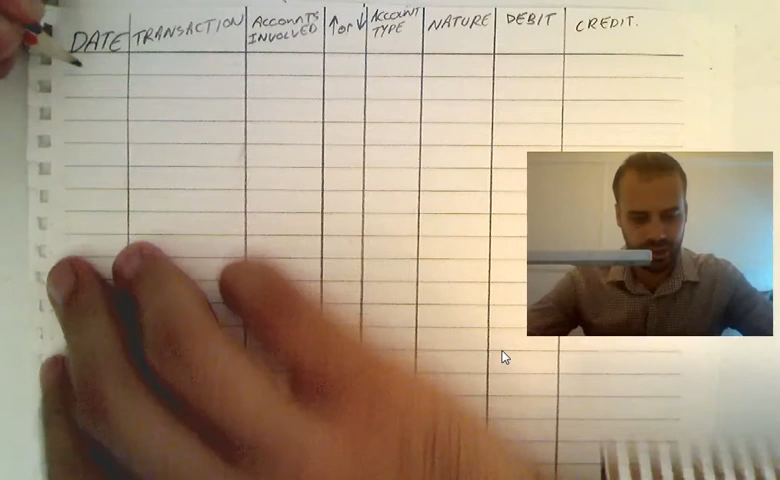 DATE TRANSACTION ACCOUNTS INVOLVED ↑or↓ ACCOUNT TYPE NATURE DEBIT CREDIT.